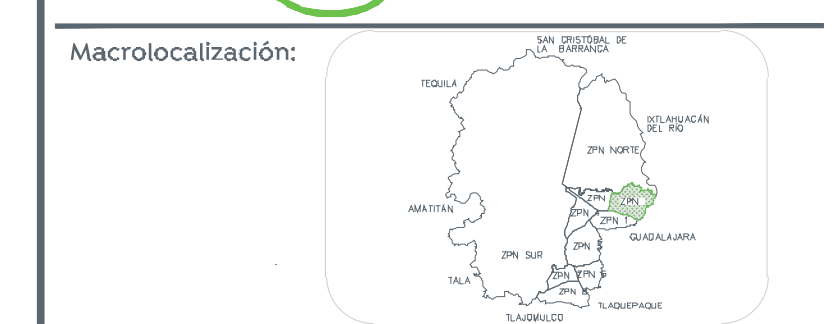 Macrolocalización:
SAN CRISTOBAL DE
LA BARRANCA
TEQUILA
IXTLAHUACÁN
DEL RÍO
ZPN NORTE
ZPN
ZPN
AMATITÁN
ZPN
ZPN 1
GUADALAJARA
ZPN
ZPN SUR
TALA
ZPN
ZPN
ZPN
TLAQUEPAQUE
TLAJOMULCO